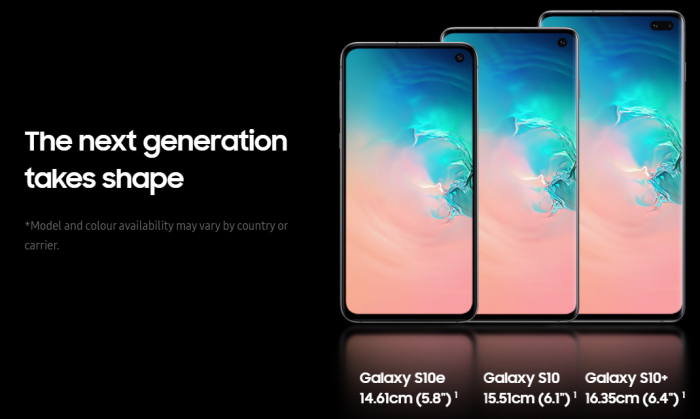 The next generation
takes shape
*Model and colour availability may vary by country or
carrier.
Galaxy S10e
14.61cm (5.8") 1
Galaxy S10
15.51cm (6.1") 1
Galaxy S10+
16.35cm (6.4") 1